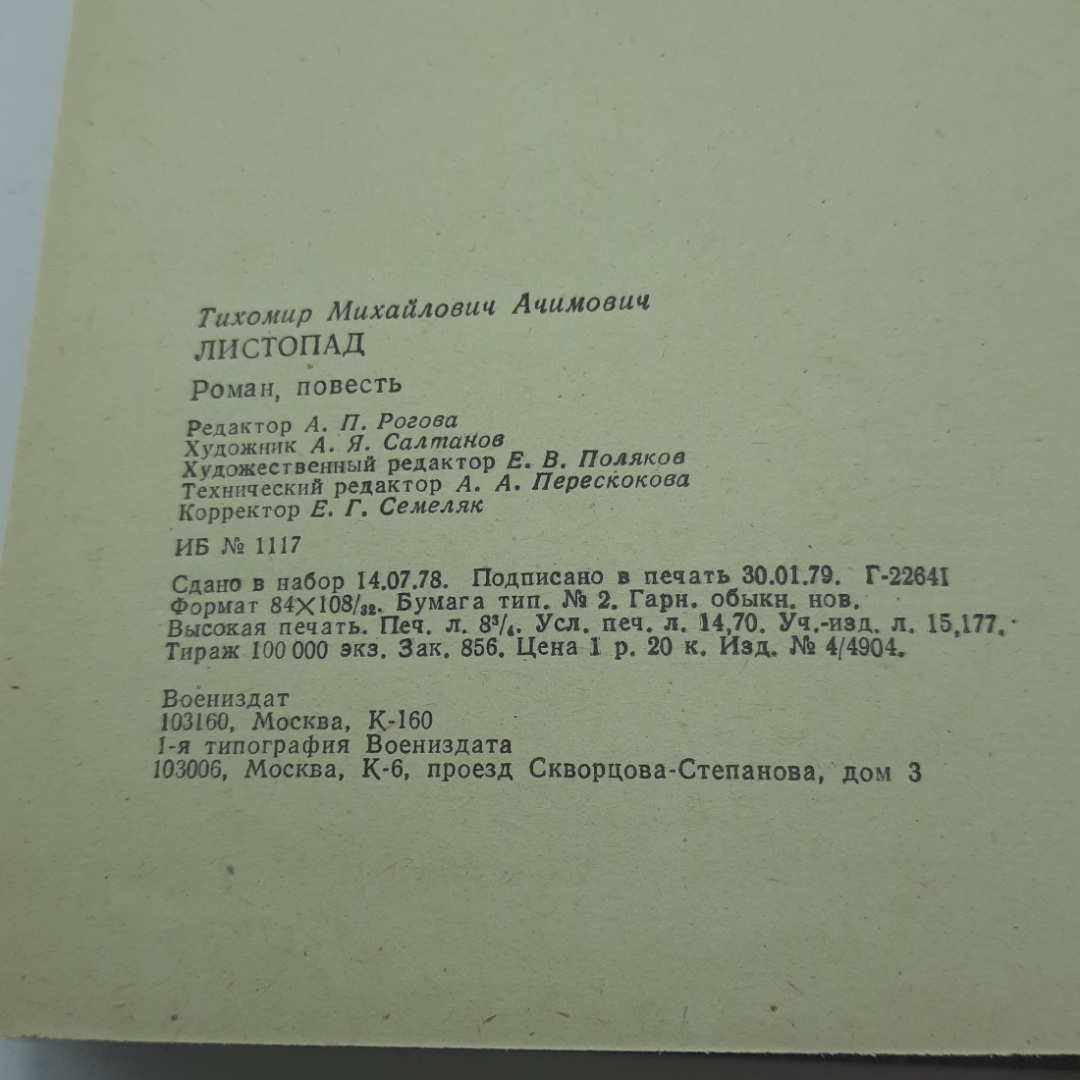 Тихомир Михайлович Ачимович
ЛИСТОПАД
Роман, повесть
Редактор А. П. Рогова
Художник А. Я. Салтанов
Художественный редактор Е. В. Поляков
Технический редактор А. А. Перескокова
Корректор Е. Г. Семеляк
ИБ № 1117
Сдано в набор 14.07.78. Подписано в печать 30.01.79. Г-22641
Формат 84×108/₃₂. Бумага тип. № 2. Гарн. обыкн. нов.
Высокая печать. Печ. л. 8³/₄. Усл. печ. л. 14,70. Уч.-изд. л. 15,177.
Тираж 100 000 экз. Зак. 856. Цена 1 р. 20 к. Изд. № 4/4904.
Воениздат
103160, Москва, К-160
1-я типография Воениздата
103006, Москва, К-6, проезд Скворцова-Степанова, дом 3